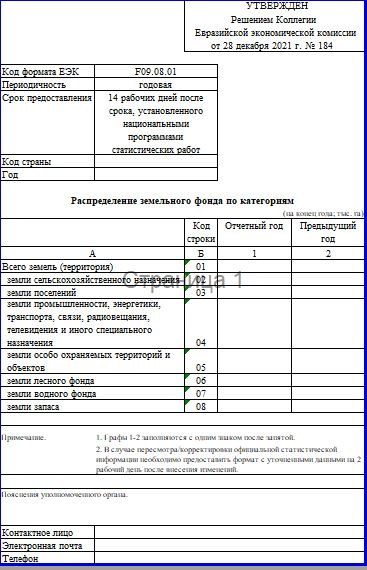 УТВЕРЖДЕН
Решением Коллегии
Евразийской экономической комиссии
от 28 декабря 2021 г. № 184
Код формата ЕЭК F09.08.01
Периодичность годовая
Срок предоставления 14 рабочих дней после
срока, установленного
национальными
программами
статистических работ
Код страны
Год
Распределение земельного фонда по категориям
(на конец года; тыс. га)
Код строки Отчетный год Предыдущий год
А Б 1 2
Всего земель (территория) 01
земли сельскохозяйственного назначения 02
земли поселений 03
земли промышленности, энергетики,
транспорта, связи, радиовещания,
телевидения и иного специального
назначения 04
земли особо охраняемых территорий и
объектов 05
земли лесного фонда 06
земли водного фонда 07
земли запаса 08
Страница 1
Примечание. 1. Графы 1-2 заполняются с одним знаком после запятой.
2. В случае пересмотра/корректировки официальной статистической
информации необходимо предоставить формат с уточненными данными на 2
рабочий день после внесения изменений.
Пояснения уполномоченного органа.
Контактное лицо
Электронная почта
Телефон